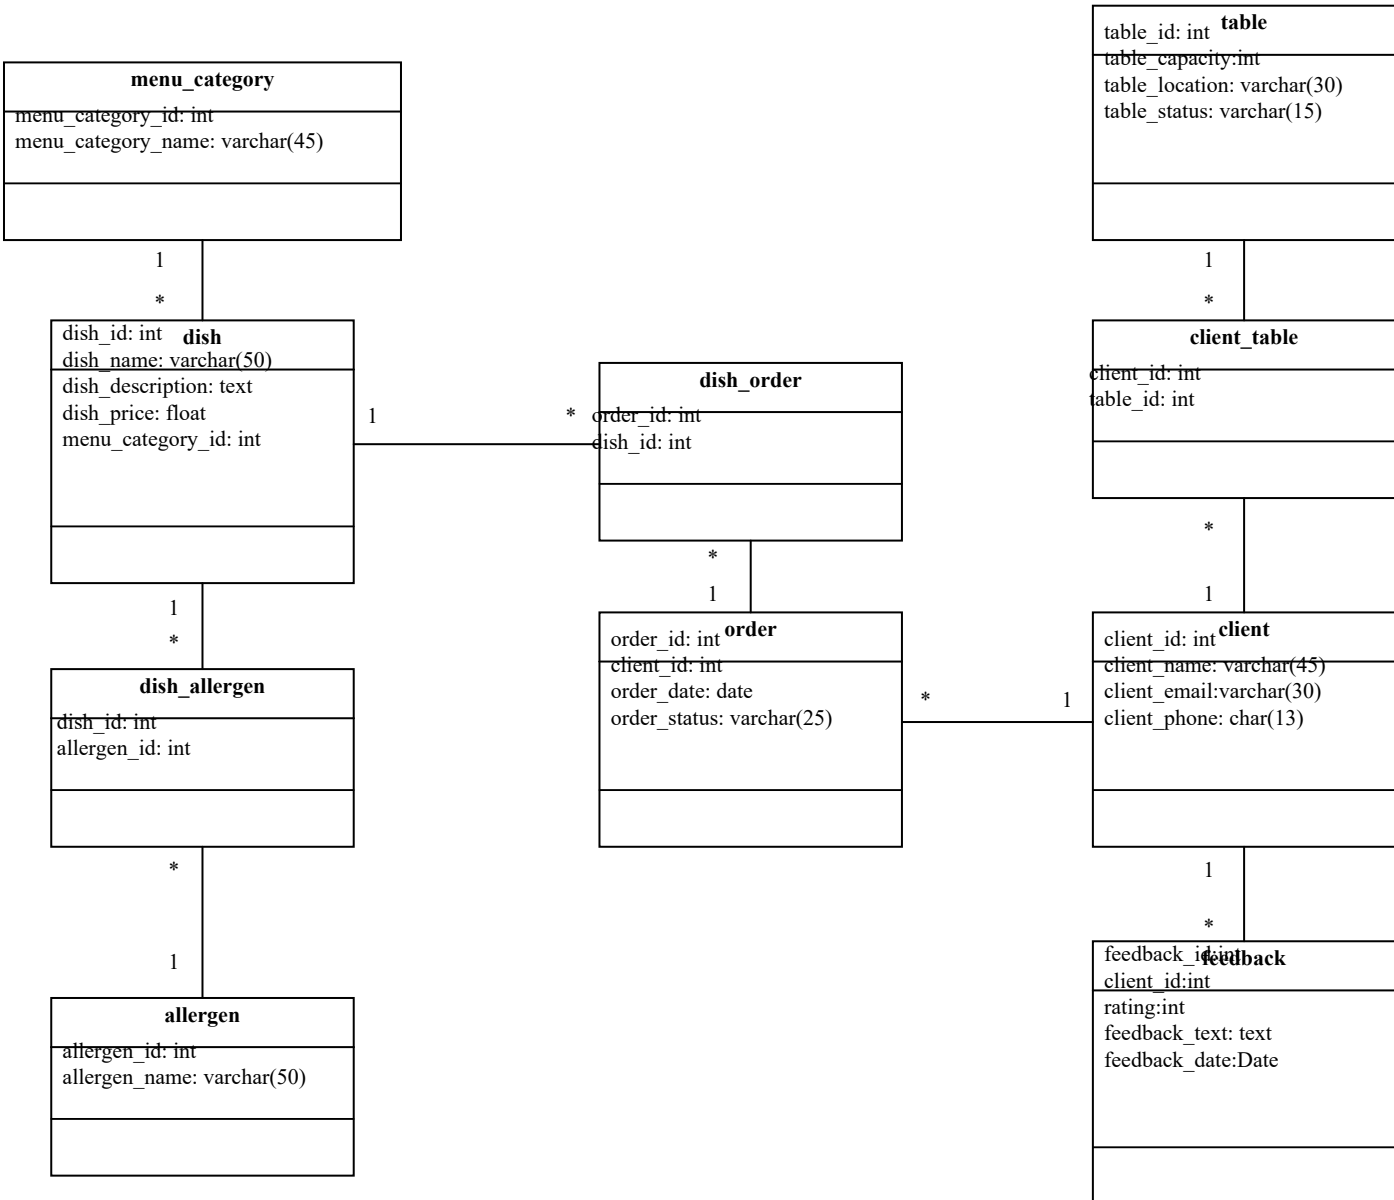 table
table_id: int
table_capacity:int
table_location: varchar(30)
table_status: varchar(15)
menu_category
menu_category_id: int
menu_category_name: varchar(45)
1
*
1
*
dish
dish_id: int
dish_name: varchar(50)
dish_description: text
dish_price: float
menu_category_id: int
1
*
dish_order
order_id: int
dish_id: int
client_table
client_id: int
table_id: int
*
1
*
1
1
*
order
order_id: int
client_id: int
order_date: date
order_status: varchar(25)
*
1
client
client_id: int
client_name: varchar(45)
client_email:varchar(30)
client_phone: char(13)
dish_allergen
dish_id: int
allergen_id: int
*
1
1
*
allergen
allergen_id: int
allergen_name: varchar(50)
feedback
feedback_id:int
client_id:int
rating:int
feedback_text: text
feedback_date:Date